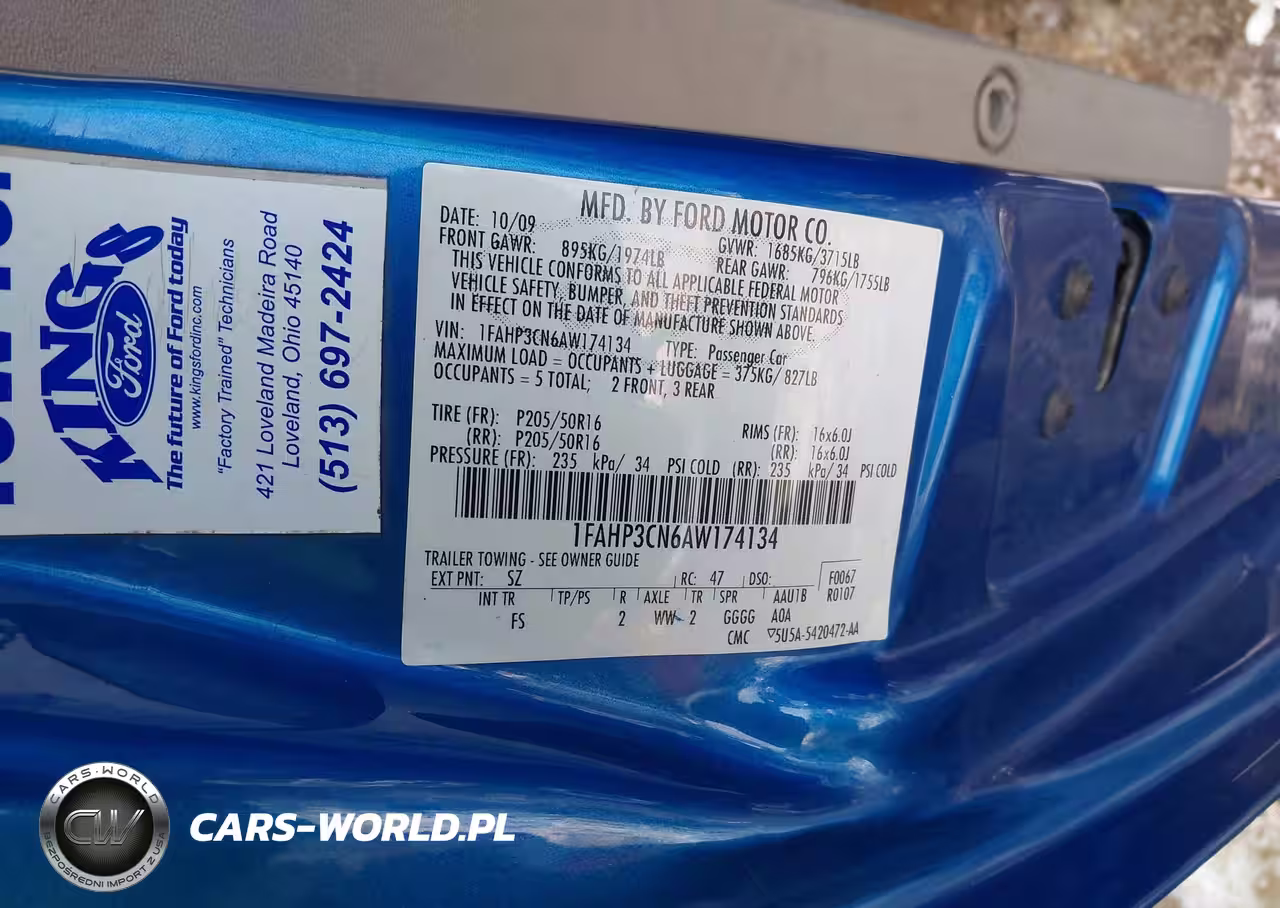 KING'S
Ford
The future of Ford today
www.kingsfordinc.com
"Factory Trained" Technicians
421 Loveland Madeira Road
Loveland, Ohio 45140
(513) 697-2424
MFD. BY FORD MOTOR CO.
DATE: 10/09 GVWR: 1685KG/3715LB
FRONT GAWR: 895KG/1974LB REAR GAWR: 796KG/1755LB
THIS VEHICLE CONFORMS TO ALL APPLICABLE FEDERAL MOTOR
VEHICLE SAFETY, BUMPER, AND THEFT PREVENTION STANDARDS
IN EFFECT ON THE DATE OF MANUFACTURE SHOWN ABOVE.
VIN: 1FAHP3CN6AW174134 TYPE: Passenger Car
MAXIMUM LOAD = OCCUPANTS + LUGGAGE = 375KG/ 827LB
OCCUPANTS = 5 TOTAL; 2 FRONT, 3 REAR
TIRE (FR): P205/50R16 RIMS (FR): 16x6.0J
(RR): P205/50R16 (RR): 16x6.0J
PRESSURE (FR): 235 kPa/ 34 PSI COLD (RR): 235 kPa/ 34 PSI COLD
1FAHP3CN6AW174134
TRAILER TOWING - SEE OWNER GUIDE
EXT PNT: SZ RC: 47 DSO: F0067
INT TR TP/PS R AXLE TR SPR AAU1B R0107
FS 2 WW 2 GGGG A0A
CMC 5U5A-5420472-AA
CARS-WORLD
CW
BEZPOŚREDNI IMPORT Z USA
CARS-WORLD.PL